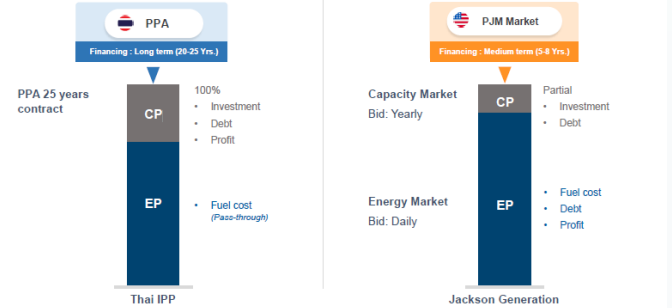 PPA
Financing : Long term (20-25 Yrs.)
PPA 25 years
contract
CP
100%
• Investment
• Debt
• Profit
EP
• Fuel cost
(Pass-through)
Thai IPP
PJM Market
Financing : Medium term (5-8 Yrs.)
Capacity Market
Bid: Yearly
CP
Partial
• Investment
• Debt
Energy Market
Bid: Daily
EP
• Fuel cost
• Debt
• Profit
Jackson Generation